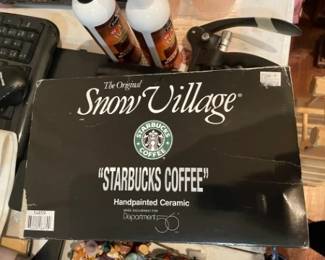 The Original
Snow Village®
STARBUCKS
COFFEE
"STARBUCKS COFFEE"
Handpainted Ceramic
Department 56